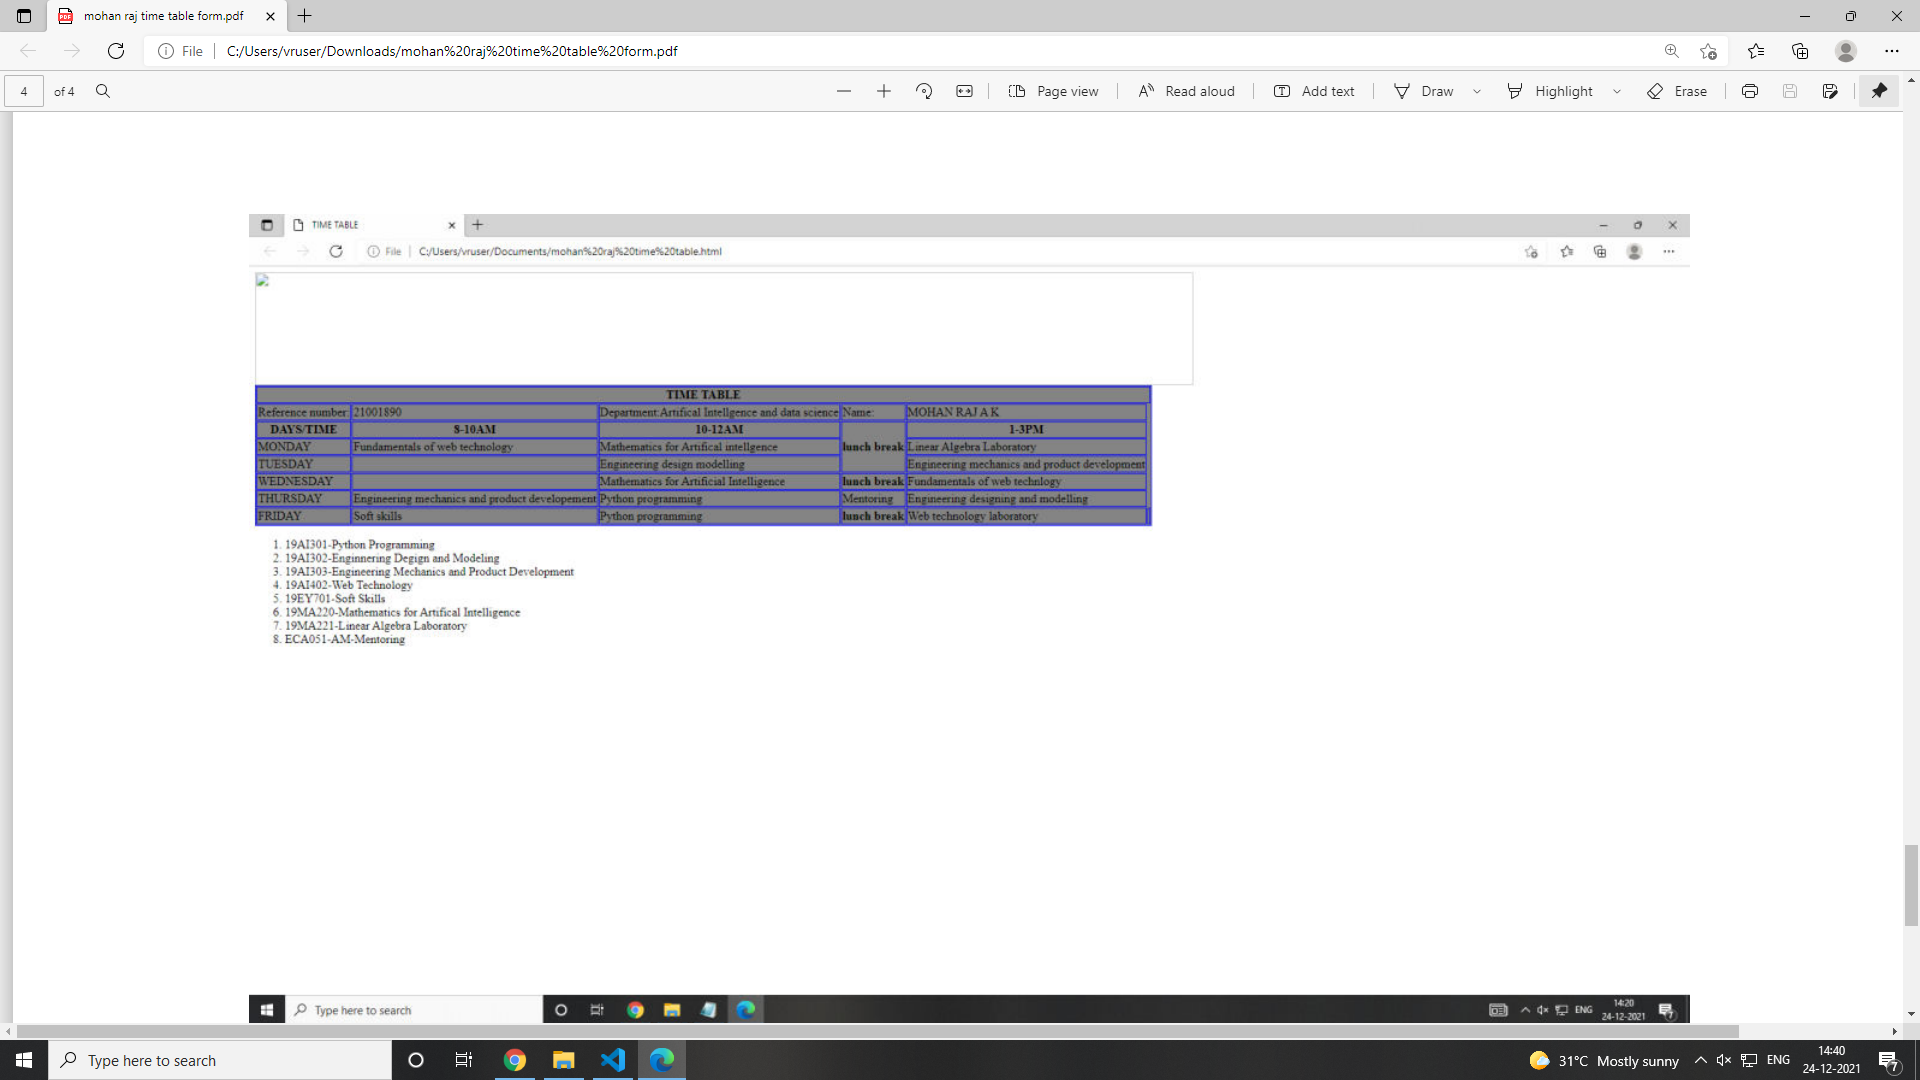 mohan raj time table form.pdf
File
C:/Users/vruser/Downloads/mohan%20raj%20time%20table%20form.pdf
4 of 4
Page view
Read aloud
Add text
Draw
Highlight
Erase
TIME TABLE
File
C:/Users/vruser/Documents/mohan%20raj%20time%20table.html
TIME TABLE
Reference number: 21001890 Department:Artifical Intellgence and data science Name: MOHAN RAJ A K
DAYS/TIME 8-10AM 10-12AM lunch break 1-3PM
MONDAY Fundamentals of web technology Mathematics for Artifical intellgence Linear Algebra Laboratory
TUESDAY Engineering design modelling Engineering mechanics and product development
WEDNESDAY Mathematics for Artificial Intelligence lunch break Fundamentals of web technlogy
THURSDAY Engineering mechanics and product developement Python programming Mentoring Engineering designing and modelling
FRIDAY Soft skills Python programming lunch break Web technology laboratory
1. 19AI301-Python Programming
2. 19AI302-Enginnering Degign and Modeling
3. 19AI303-Engineering Mechanics and Product Development
4. 19AI402-Web Technology
5. 19EY701-Soft Skills
6. 19MA220-Mathematics for Artifical Intelligence
7. 19MA221-Linear Algebra Laboratory
8. ECA051-AM-Mentoring
Type here to search
ENG
14:20
24-12-2021
7
Type here to search
31°C Mostly sunny
ENG
14:40
24-12-2021
7